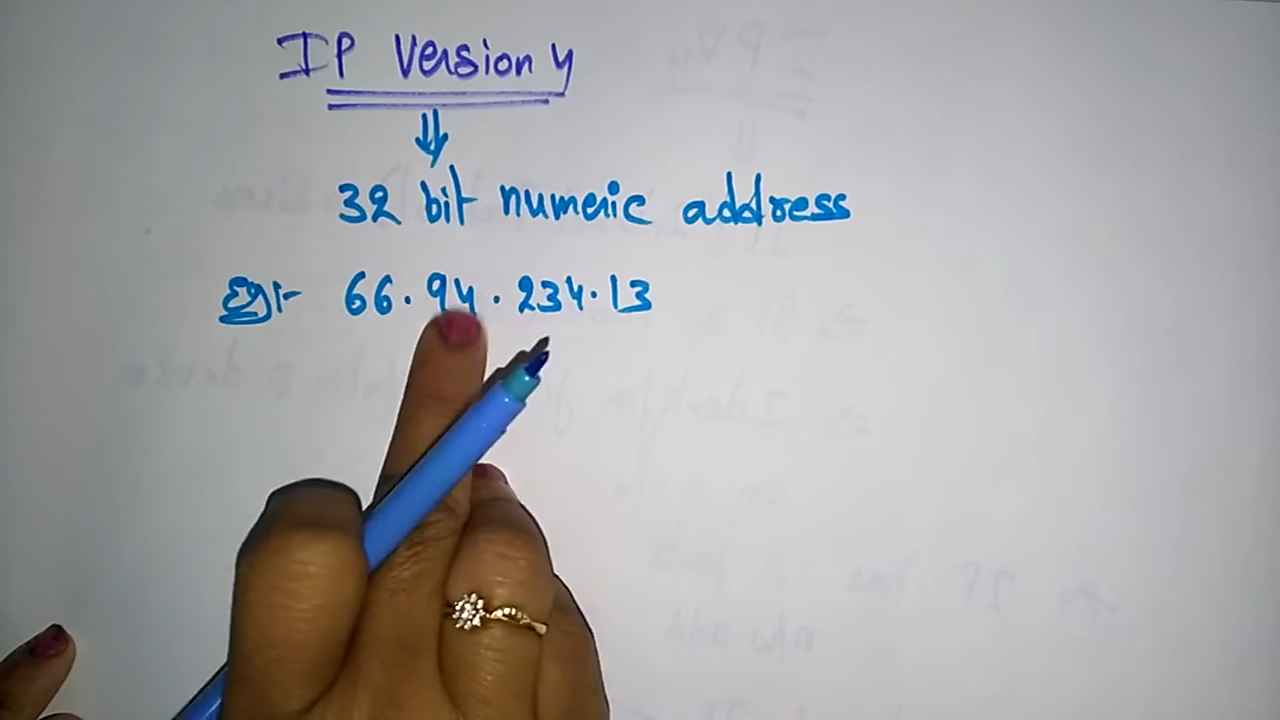 IP Version 4
32 bit numeric address
Eg:- 66.94.234.13